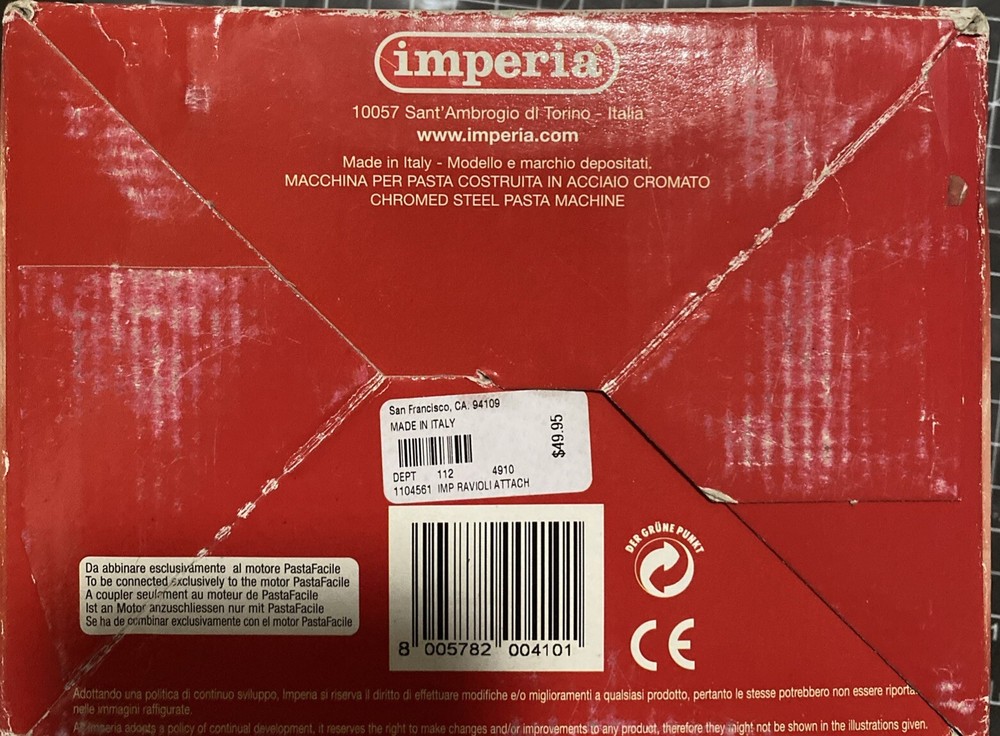 imperia
10057 Sant'Ambrogio di Torino - Italia
www.imperia.com
Made in Italy - Modello e marchio depositati.
MACCHINA PER PASTA COSTRUITA IN ACCIAIO CROMATO
CHROMED STEEL PASTA MACHINE
San Francisco, CA. 94109
MADE IN ITALY
$49.95
DEPT 112 4910
1104561 IMP RAVIOLI ATTACH
Da abbinare esclusivamente al motore PastaFacile
To be connected exclusively to the motor PastaFacile
A coupler seulement au moteur de PastaFacile
Ist an Motor anzuschliessen nur mit PastaFacile
Se ha de combinar exclusivamente con el motor PastaFacile
8 005782 004101
DER GRÜNE PUNKT
CE
Adottando una politica di continuo sviluppo, Imperia si riserva il diritto di effettuare modifiche e/o miglioramenti a qualsiasi prodotto, pertanto le stesse potrebbero non essere riporta
nelle immagini raffigurate.
Imperia adopts a policy of continual development, it reserves the right to make changes and/or improvements to any product, therefore they might not be shown in the illustrations given.